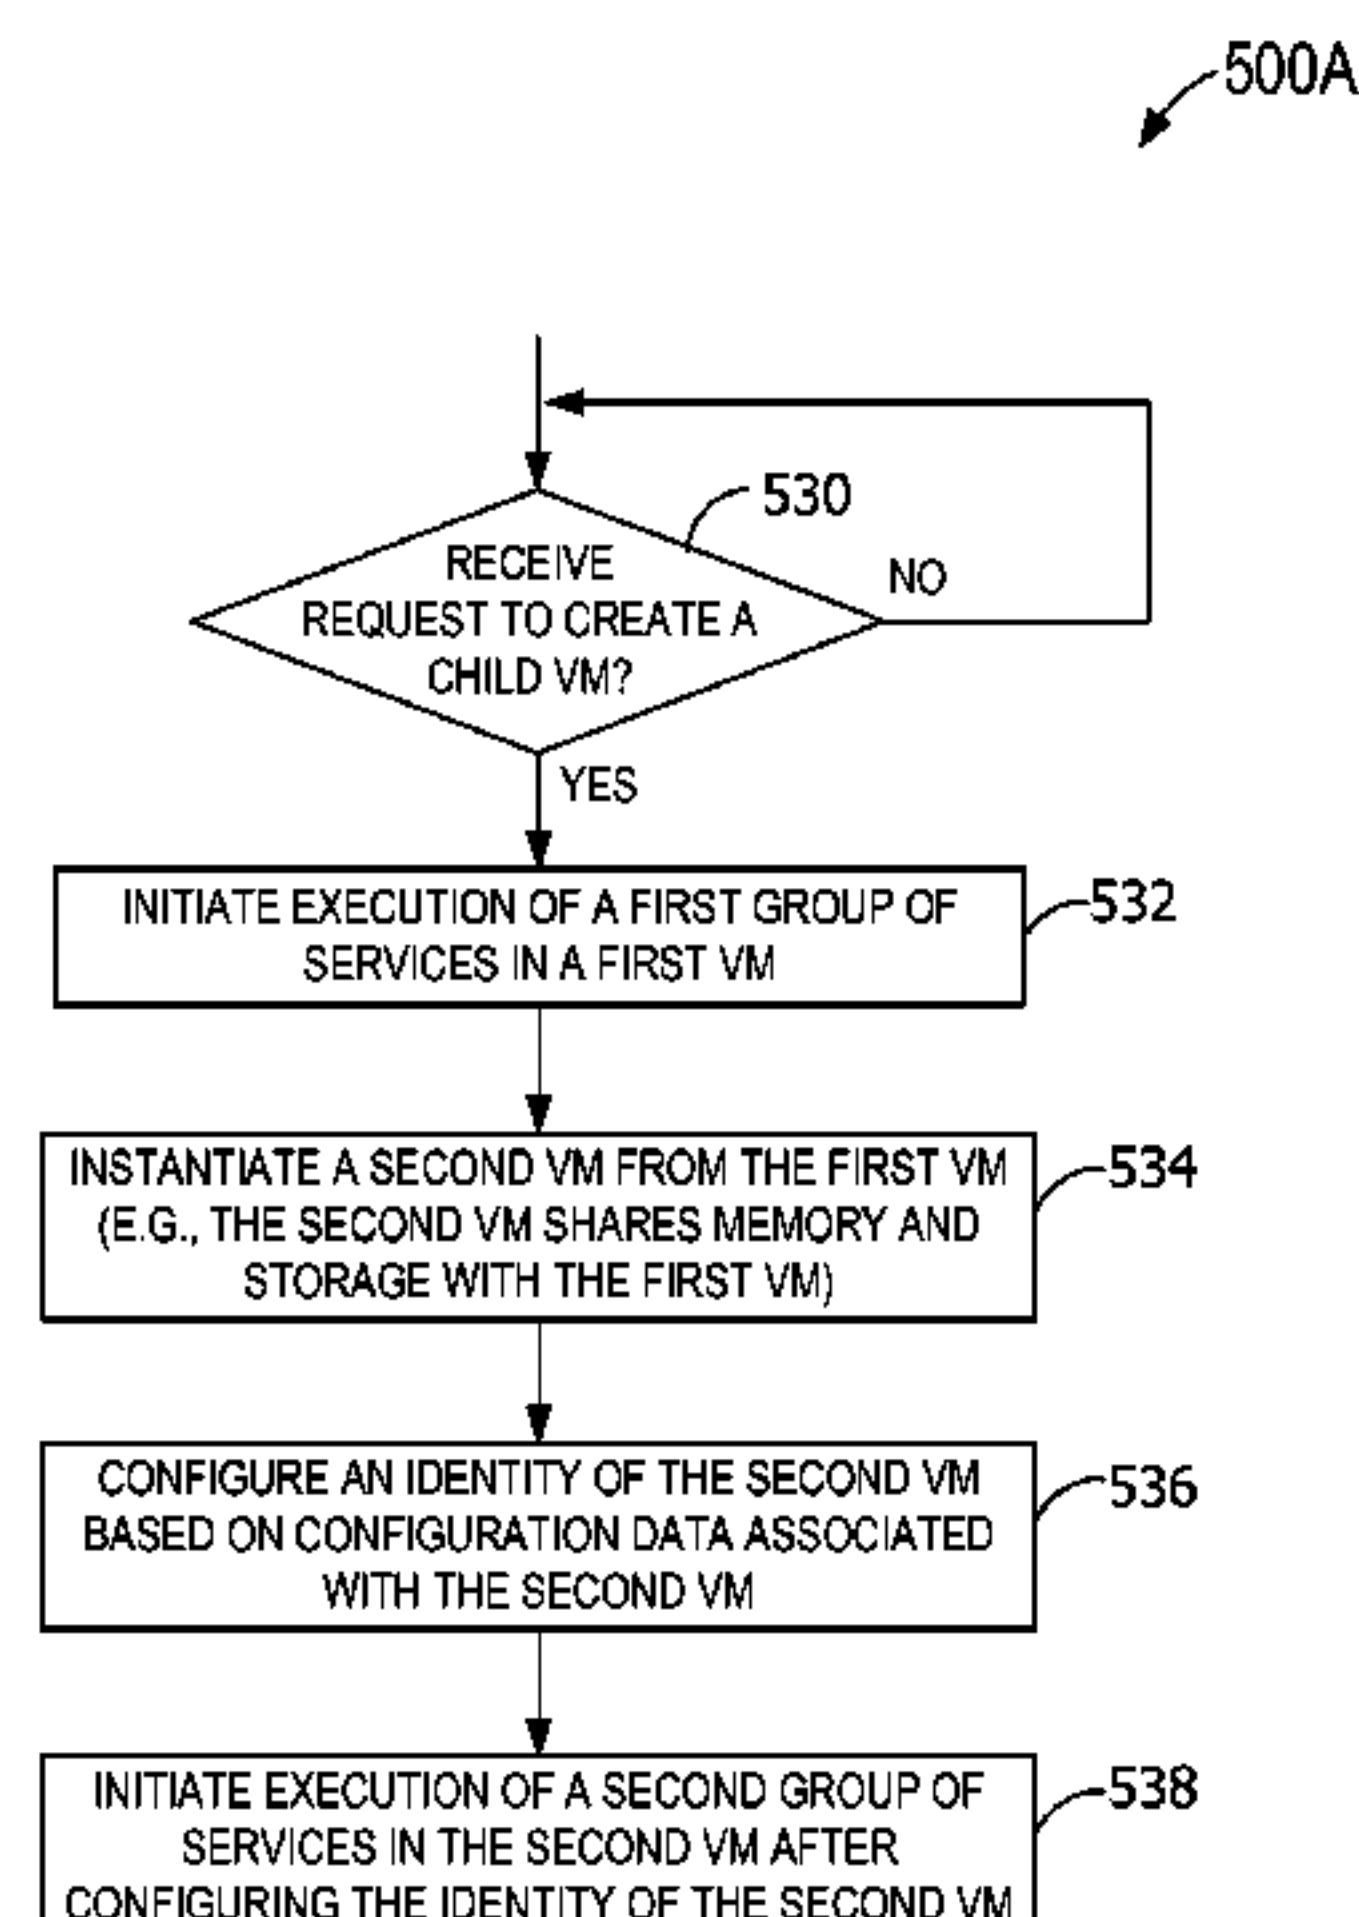 500A
530
RECEIVE
REQUEST TO CREATE A
CHILD VM?
NO
YES
INITIATE EXECUTION OF A FIRST GROUP OF
SERVICES IN A FIRST VM
532
INSTANTIATE A SECOND VM FROM THE FIRST VM
(E.G., THE SECOND VM SHARES MEMORY AND
STORAGE WITH THE FIRST VM)
534
CONFIGURE AN IDENTITY OF THE SECOND VM
BASED ON CONFIGURATION DATA ASSOCIATED
WITH THE SECOND VM
536
INITIATE EXECUTION OF A SECOND GROUP OF
SERVICES IN THE SECOND VM AFTER
CONFIGURING THE IDENTITY OF THE SECOND VM
538